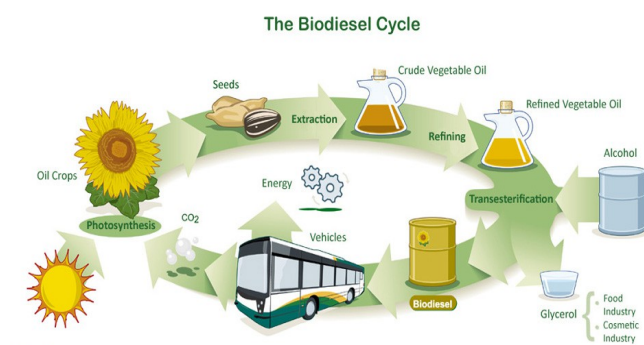 The Biodiesel Cycle
Seeds
Crude Vegetable Oil
Extraction
Refining
Refined Vegetable Oil
Alcohol
Oil Crops
Energy
Transesterification
Photosynthesis
CO2
Vehicles
Biodiesel
Glycerol
Food
Industry
Cosmetic
Industry